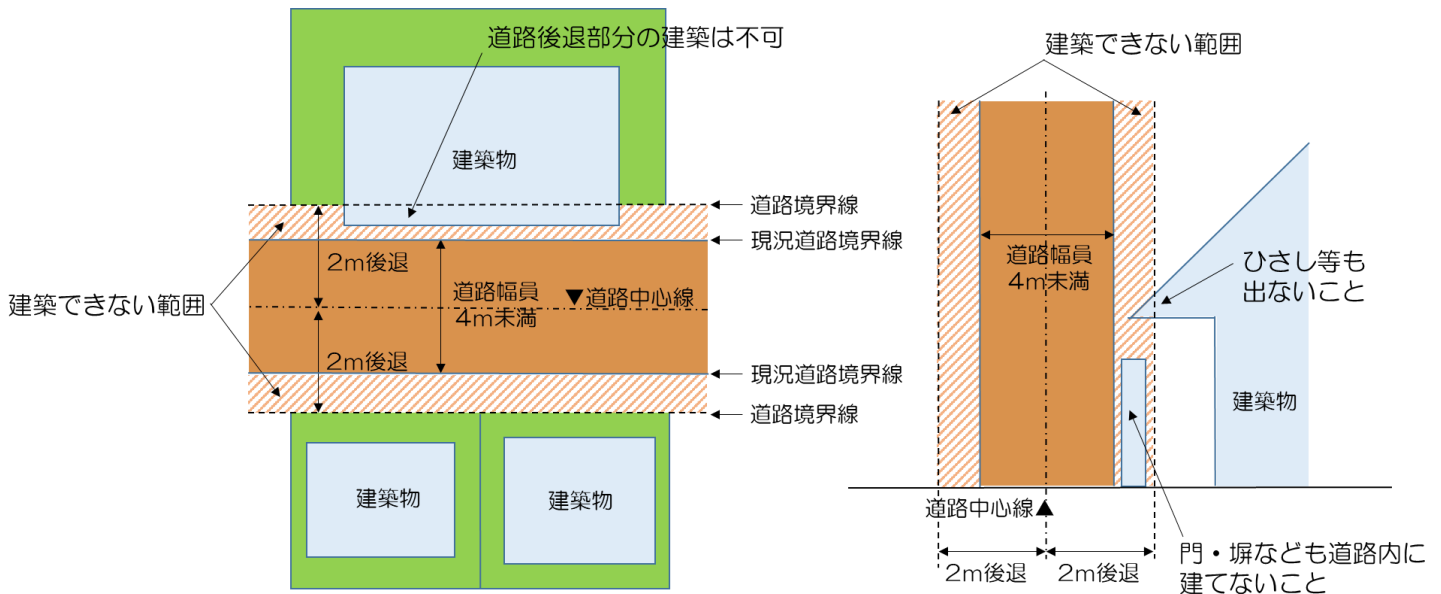 道路後退部分の建築は不可
建築物
道路境界線
現況道路境界線
2m後退
道路幅員
4m未満
▼道路中心線
建築できない範囲
2m後退
現況道路境界線
道路境界線
建築物
建築物
建築できない範囲
道路幅員
4m未満
ひさし等も
出ないこと
建築物
道路中心線▲
2m後退
2m後退
門・塀なども道路内に
建てないこと